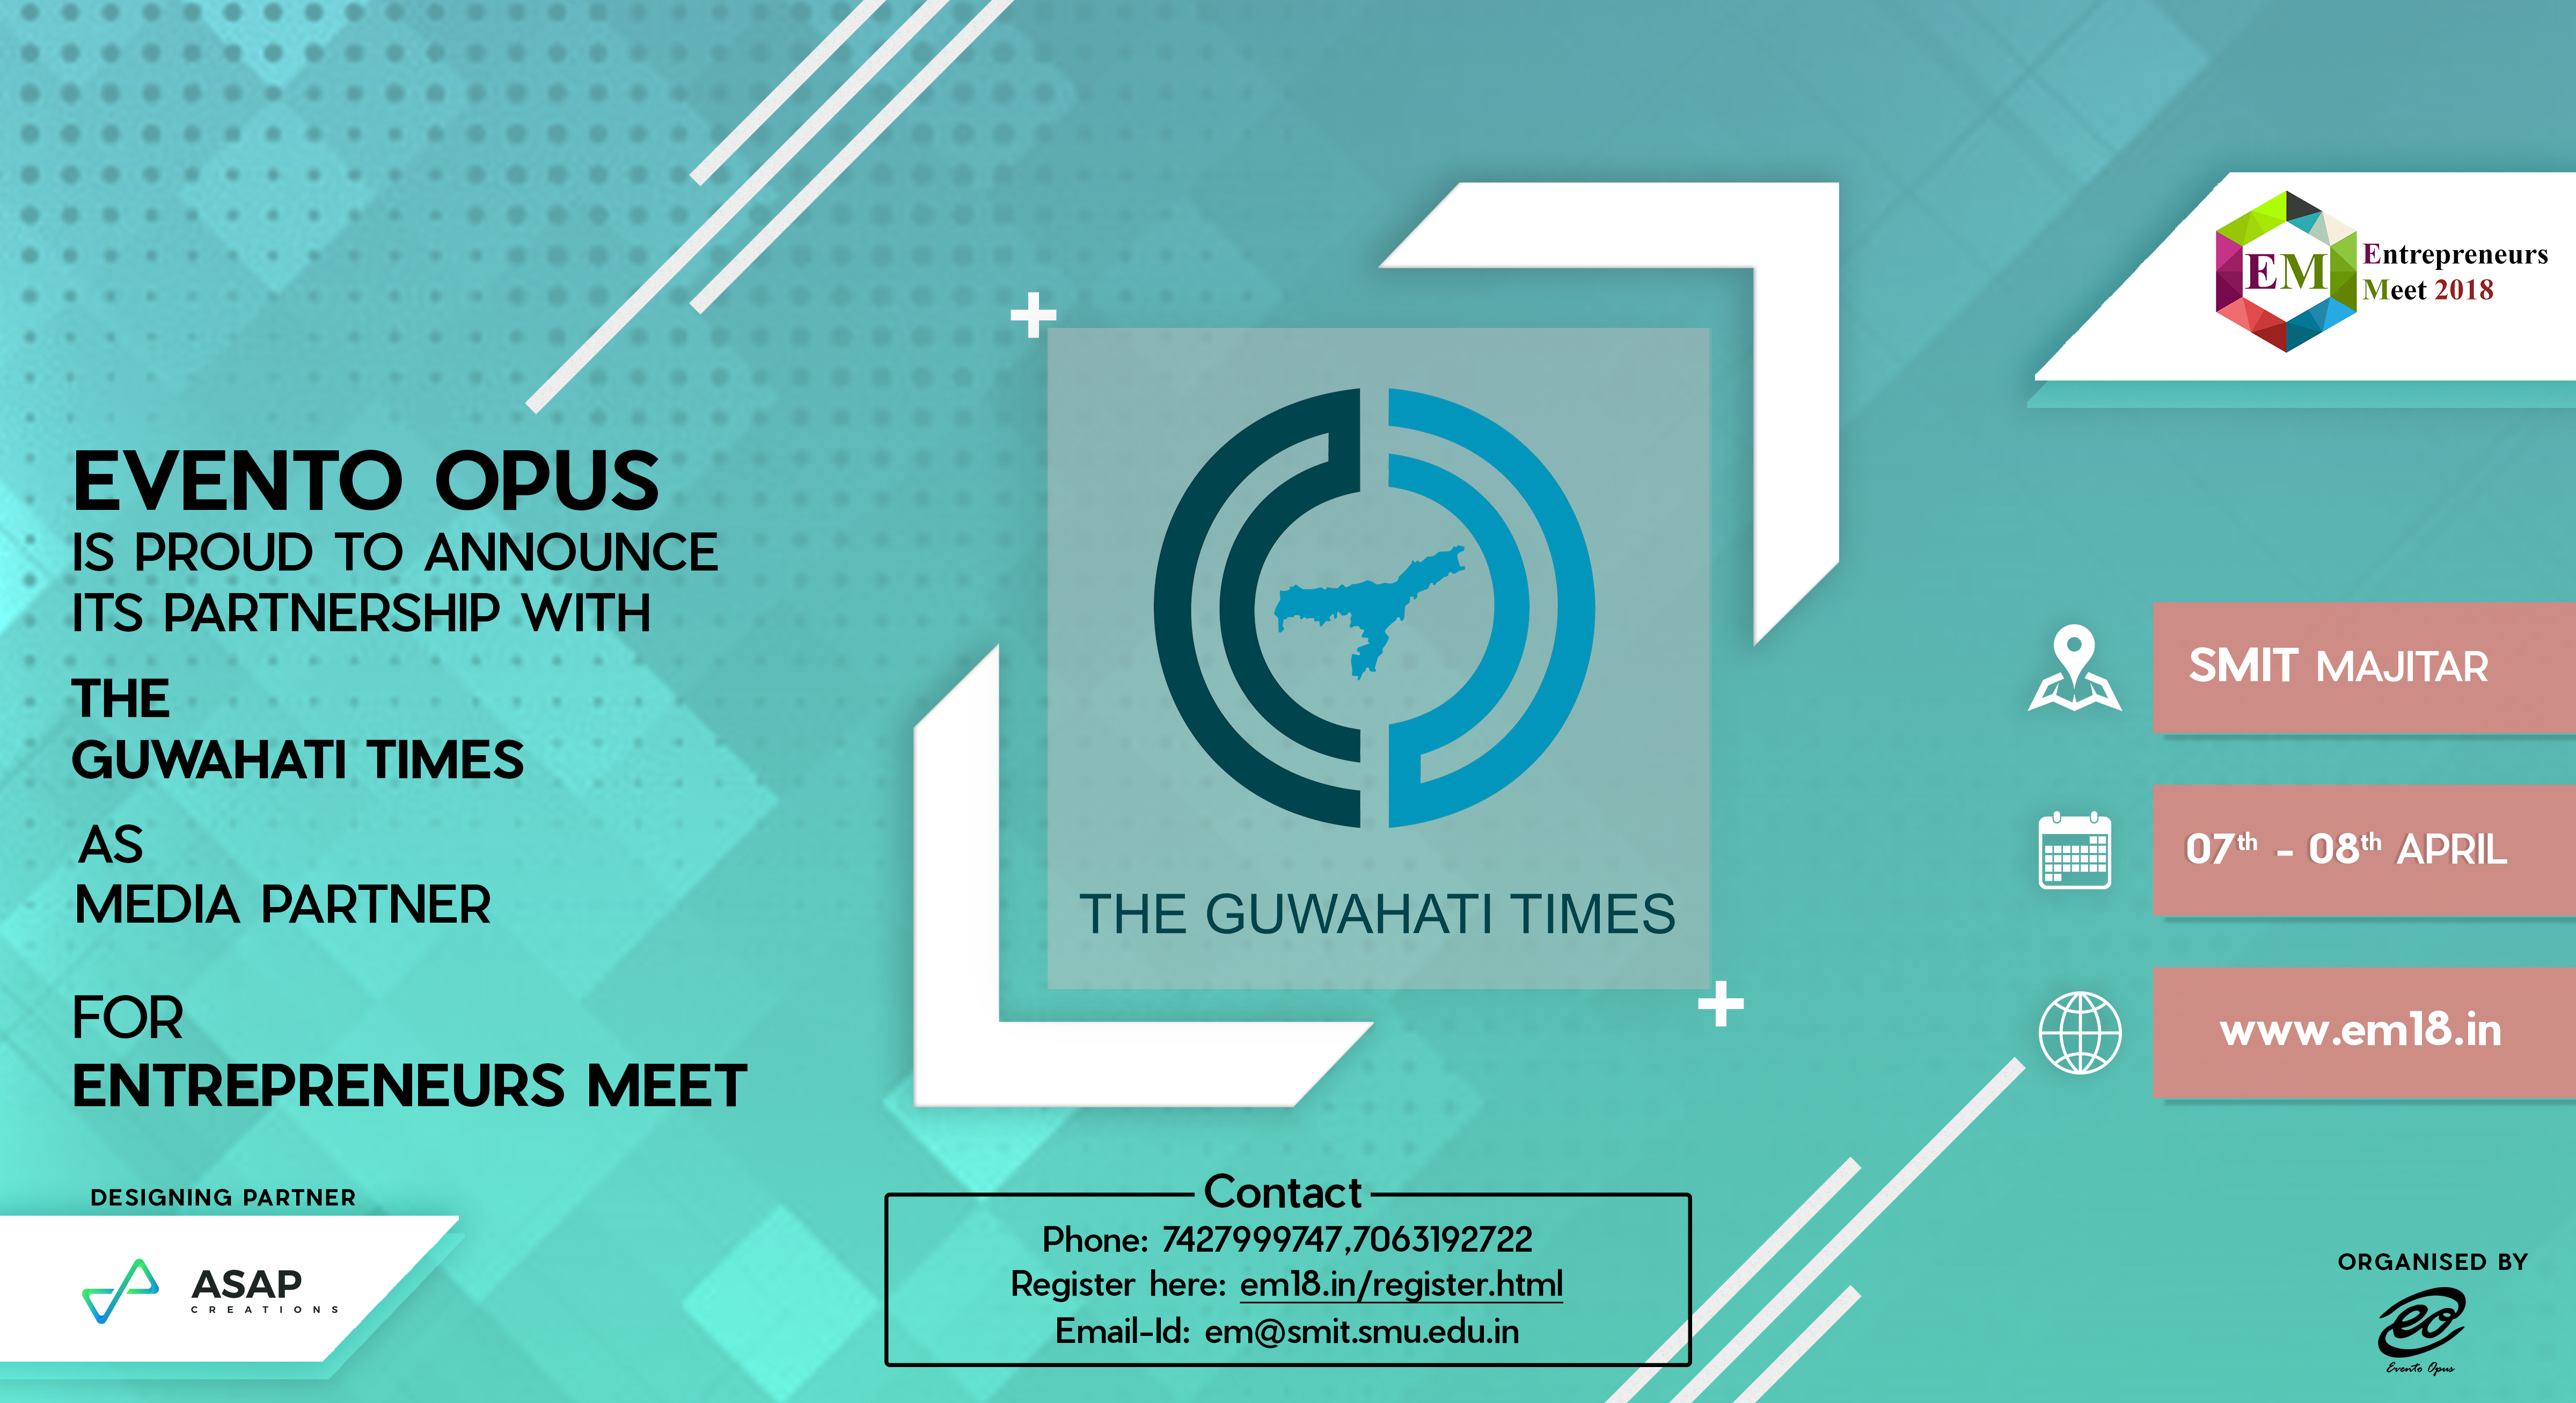 EVENTO OPUS
IS PROUD TO ANNOUNCE
ITS PARTNERSHIP WITH
THE
GUWAHATI TIMES
AS
MEDIA PARTNER
FOR
ENTREPRENEURS MEET
DESIGNING PARTNER
ASAP
CREATIONS
THE GUWAHATI TIMES
Contact
Phone: 7427999747,7063192722
Register here: em18.in/register.html
Email-Id: em@smit.smu.edu.in
EM
Entrepreneurs
Meet 2018
SMIT MAJITAR
07th - 08th APRIL
www.em18.in
ORGANISED BY
eo
Evento Opus